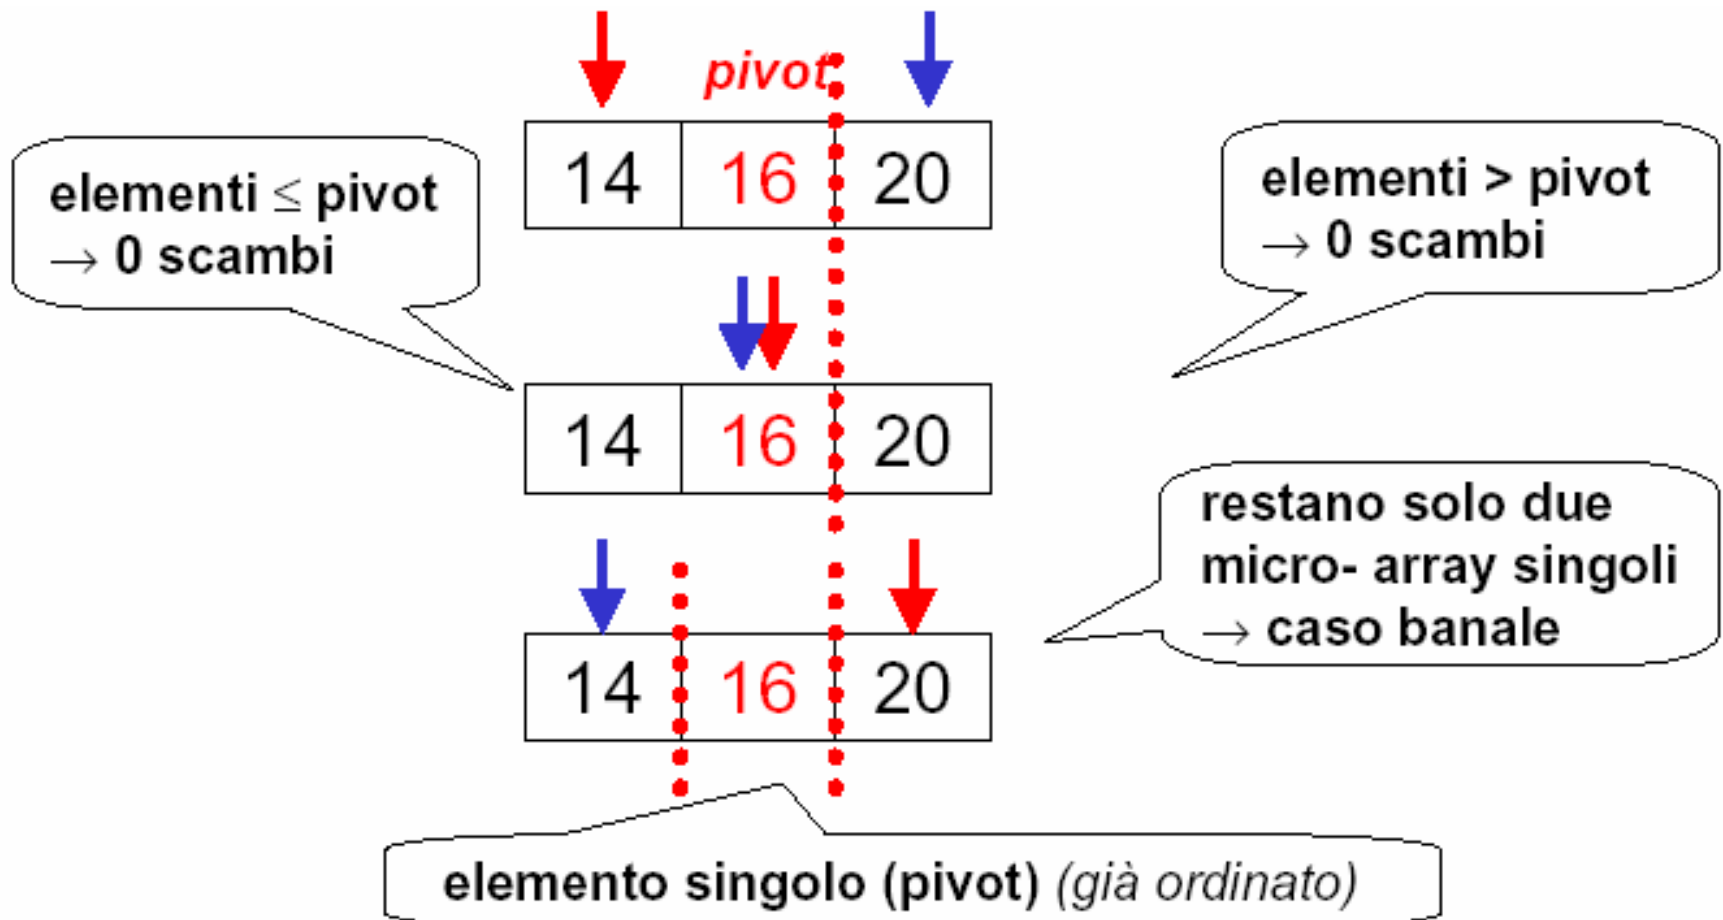 pivot
14 16 20
elementi ≤ pivot
→ 0 scambi
elementi > pivot
→ 0 scambi
14 16 20
restano solo due
micro- array singoli
→ caso banale
14 16 20
elemento singolo (pivot) (già ordinato)